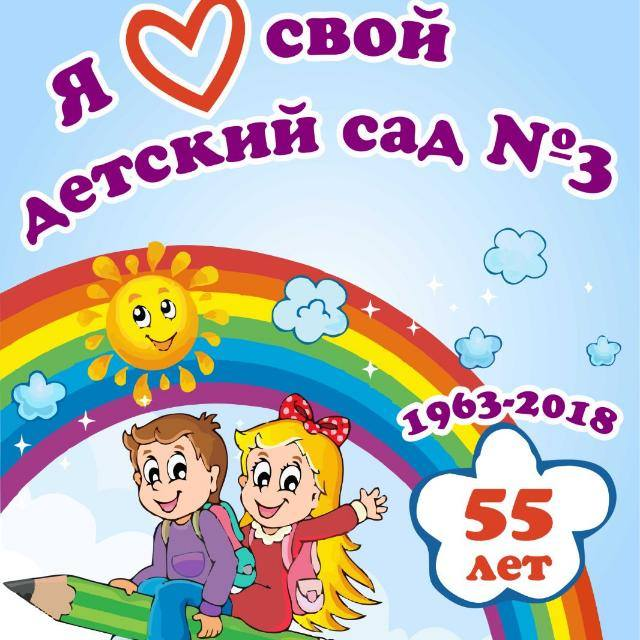 Я свой
детский сад №3
1963-2018
55
лет